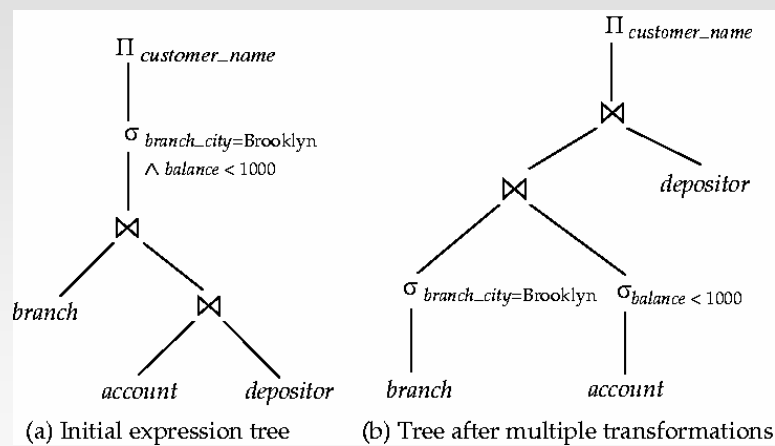 Π customer_name
σ branch_city=Brooklyn
∧ balance < 1000
⋈
branch
⋈
account depositor
(a) Initial expression tree
Π customer_name
⋈
depositor
⋈
σ branch_city=Brooklyn σ balance < 1000
branch account
(b) Tree after multiple transformations